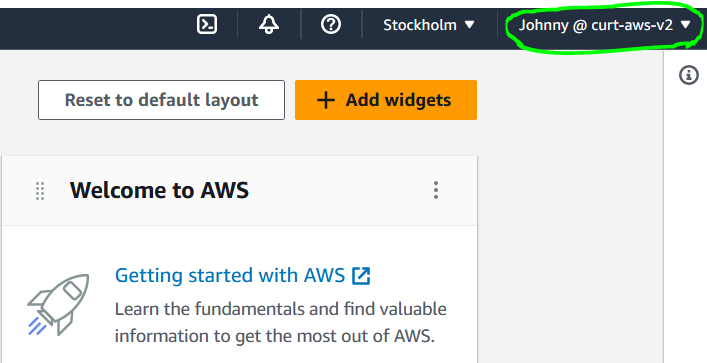 Stockholm ▼ Johnny @ curt-aws-v2 ▼
Reset to default layout + Add widgets
Welcome to AWS
Getting started with AWS
Learn the fundamentals and find valuable
information to get the most out of AWS.